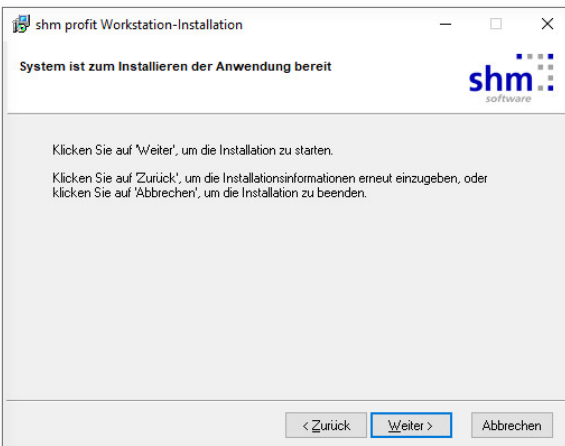 shm profit Workstation-Installation
System ist zum Installieren der Anwendung bereit
shm
software
Klicken Sie auf 'Weiter', um die Installation zu starten.
Klicken Sie auf 'Zurück', um die Installationsinformationen erneut einzugeben, oder
klicken Sie auf 'Abbrechen', um die Installation zu beenden.
< Zurück
Weiter >
Abbrechen